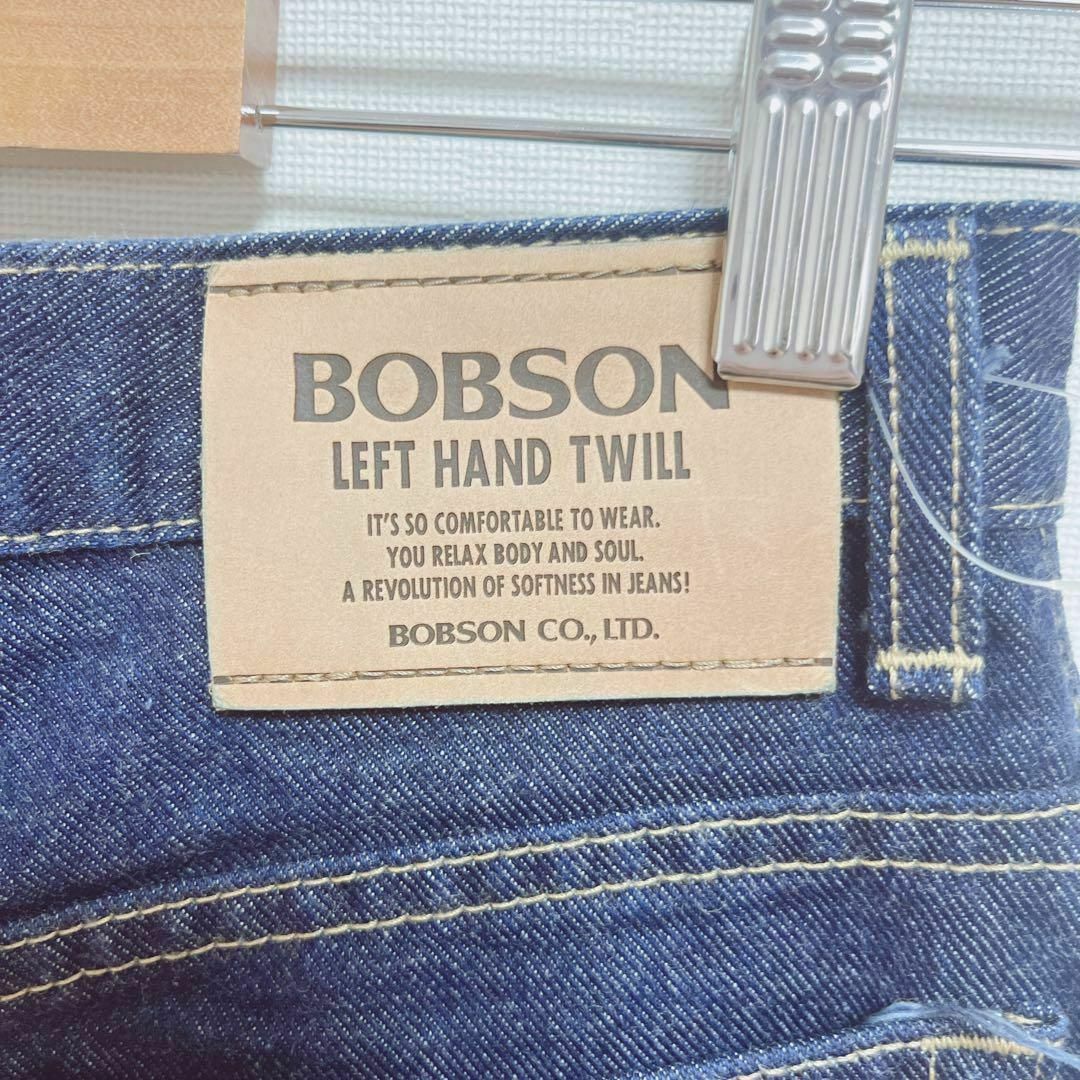 BOBSON
LEFT HAND TWILL
IT'S SO COMFORTABLE TO WEAR.
YOU RELAX BODY AND SOUL.
A REVOLUTION OF SOFTNESS IN JEANS!
BOBSON CO., LTD.